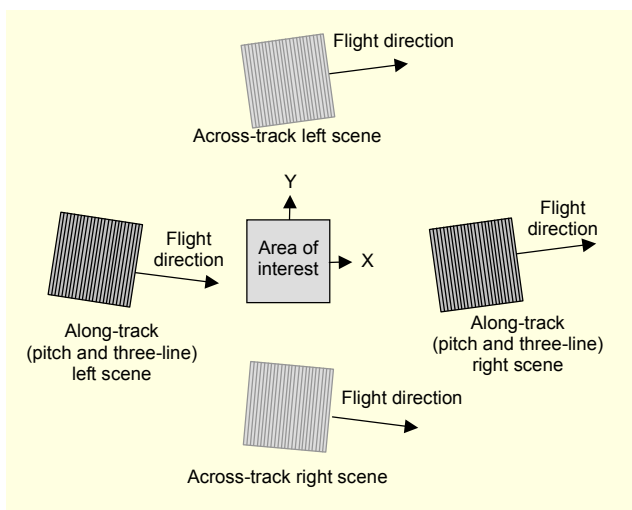 Flight direction
Across-track left scene
Y
Area of
interest
X
Flight
direction
Along-track
(pitch and three-line)
left scene
Flight
direction
Along-track
(pitch and three-line)
right scene
Flight direction
Across-track right scene